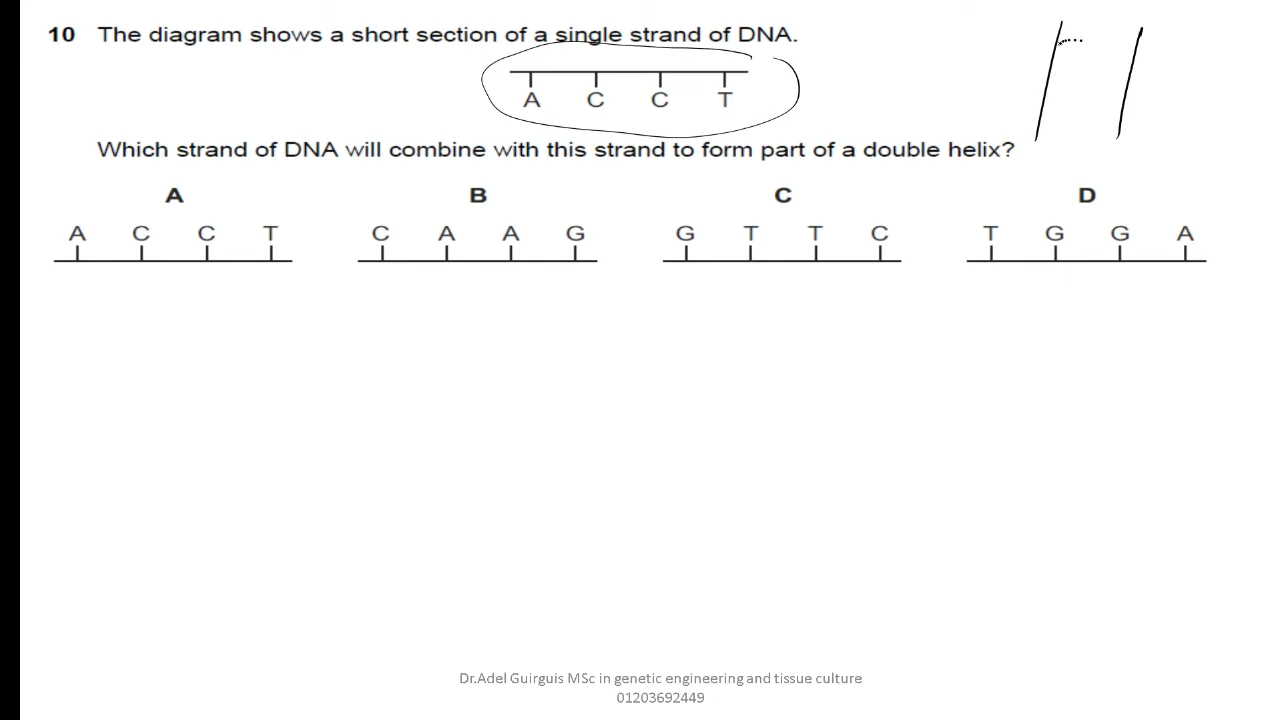 10 The diagram shows a short section of a single strand of DNA.
A C C T
Which strand of DNA will combine with this strand to form part of a double helix?
A B C D
A C C T C A A G G T T C T G G A
Dr.Adel Guirguis MSc in genetic engineering and tissue culture
01203692449